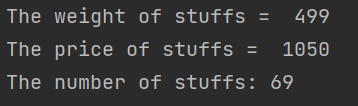 The weight of stuffs =  499
The price of stuffs =  1050
The number of stuffs: 69